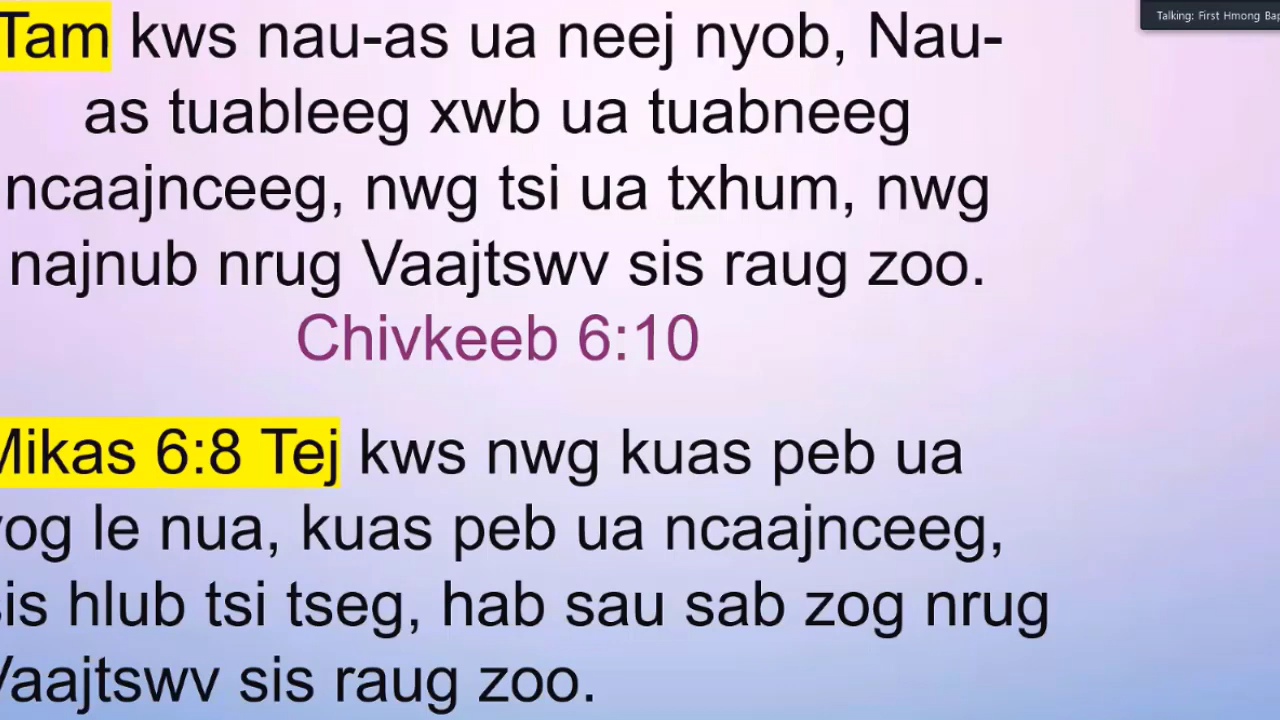 Talking: First Hmong Bap
Tam kws nau-as ua neej nyob, Nau-
as tuableeg xwb ua tuabneeg
ncaajnceeg, nwg tsi ua txhum, nwg
najnub nrug Vaajtswv sis raug zoo.
Chivkeeb 6:10
Mikas 6:8 Tej kws nwg kuas peb ua
yog le nua, kuas peb ua ncaajnceeg,
sis hlub tsi tseg, hab sau sab zog nrug
Vaajtswv sis raug zoo.